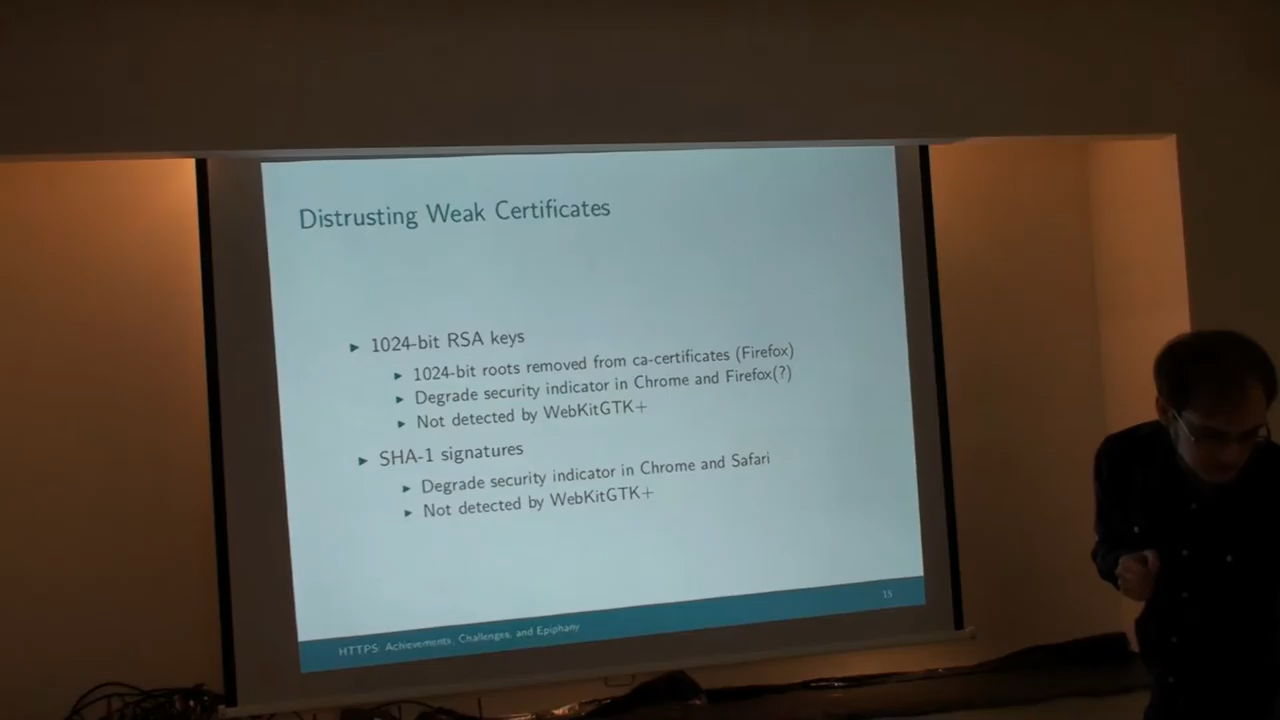 Distrusting Weak Certificates
▶ 1024-bit RSA keys
▶ 1024-bit roots removed from ca-certificates (Firefox)
▶ Degrade security indicator in Chrome and Firefox(?)
▶ Not detected by WebKitGTK+
▶ SHA-1 signatures
▶ Degrade security indicator in Chrome and Safari
▶ Not detected by WebKitGTK+
15
HTTPS: Achievements, Challenges, and Epiphany